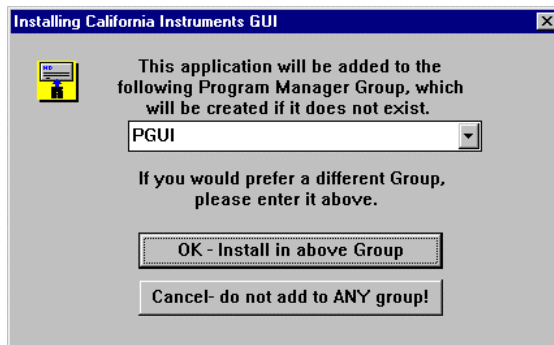 Installing California Instruments GUI
This application will be added to the
following Program Manager Group, which
will be created if it does not exist.
PGUI
If you would prefer a different Group,
please enter it above.
OK - Install in above Group
Cancel- do not add to ANY group!